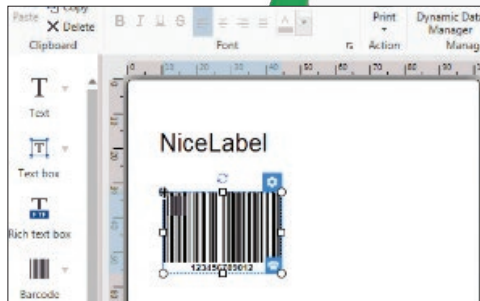 Paste Copy
Delete
B I U S
A
Print
Dynamic Data
Manager
Clipboard
Font
Action
Manag
Text
Text box
Rich text box
Barcode
NiceLabel
123456789012